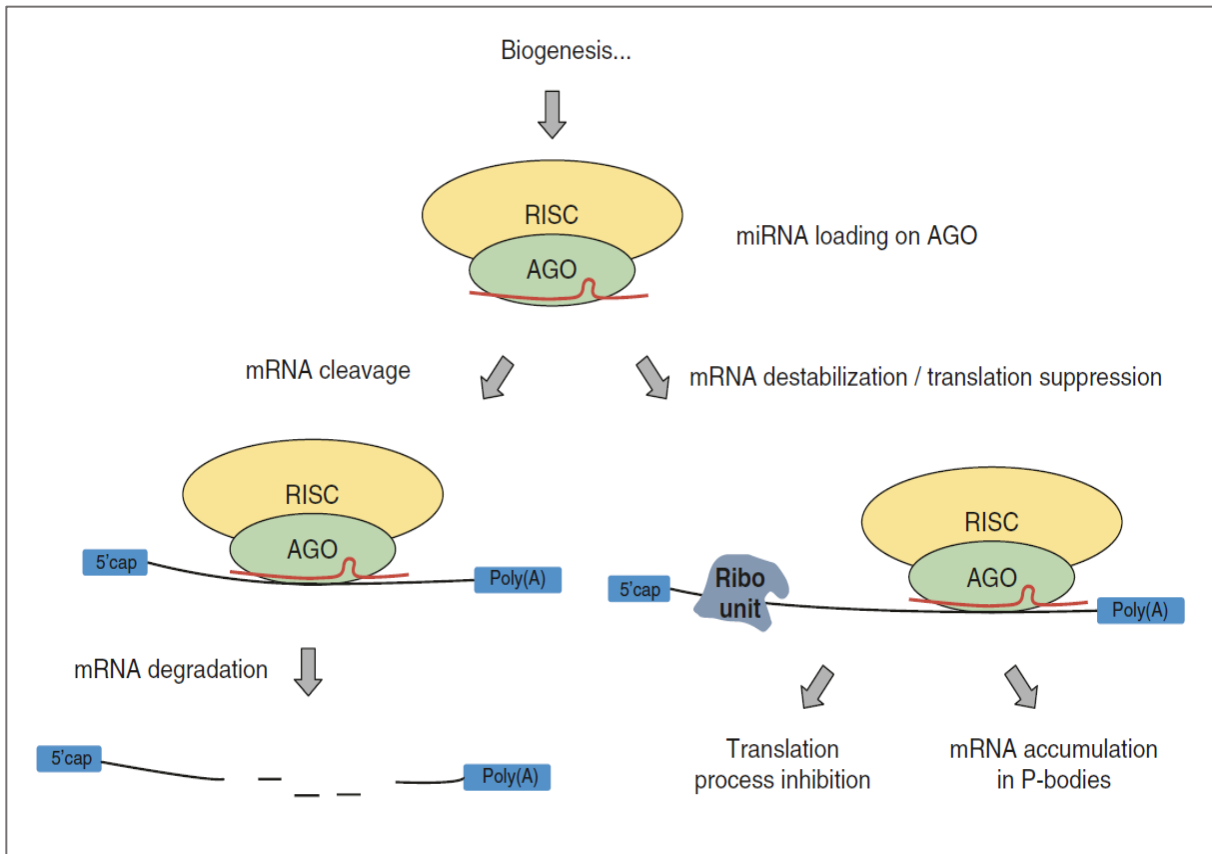 Biogenesis...
RISC
AGO
miRNA loading on AGO
mRNA cleavage
mRNA destabilization / translation suppression
RISC
AGO
5'cap
Poly(A)
RISC
AGO
5'cap
Ribo
unit
Poly(A)
mRNA degradation
5'cap
Poly(A)
Translation
process inhibition
mRNA accumulation
in P-bodies